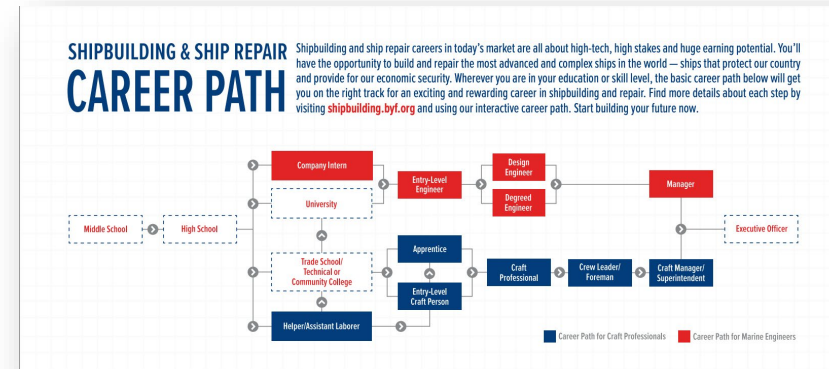 SHIPBUILDING & SHIP REPAIR
CAREER PATH
Shipbuilding and ship repair careers in today's market are all about high-tech, high stakes and huge earning potential. You'll
have the opportunity to build and repair the most advanced and complex ships in the world — ships that protect our country
and provide for our economic security. Wherever you are in your education or skill level, the basic career path below will get
you on the right track for an exciting and rewarding career in shipbuilding and repair. Find more details about each step by
visiting shipbuilding.byf.org and using our interactive career path. Start building your future now.
Middle School
High School
Company Intern
University
Trade School/
Technical or
Community College
Helper/Assistant Laborer
Entry-Level
Engineer
Apprentice
Entry-Level
Craft Person
Design
Engineer
Degreed
Engineer
Craft
Professional
Crew Leader/
Foreman
Manager
Craft Manager/
Superintendent
Executive Officer
Career Path for Craft Professionals
Career Path for Marine Engineers